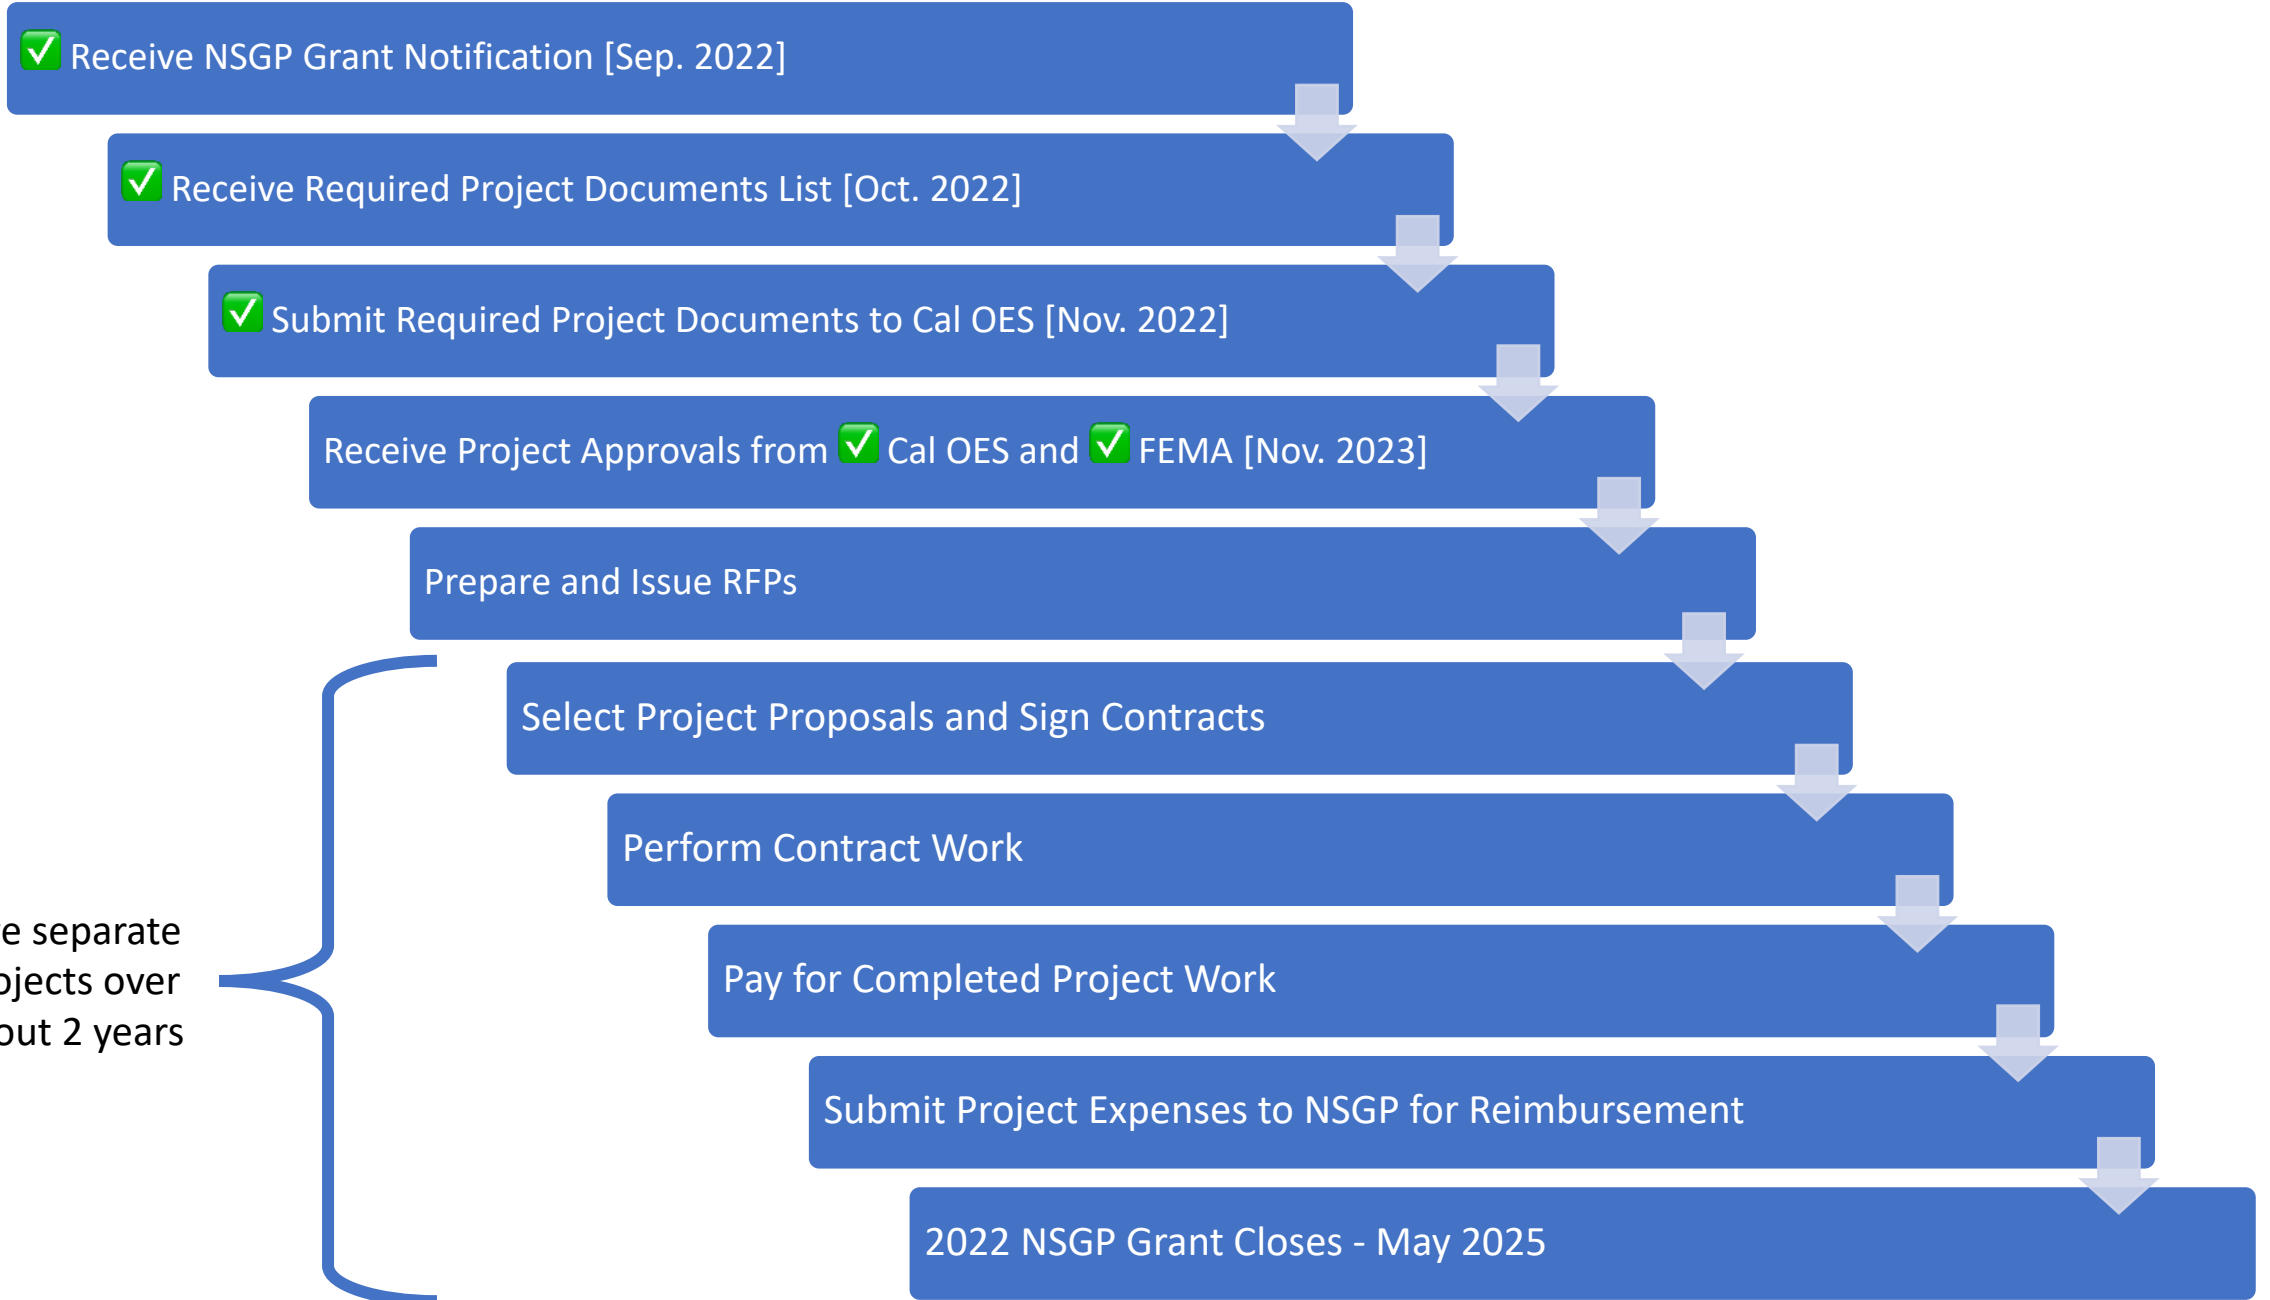 ✅ Receive NSGP Grant Notification [Sep. 2022]
✅ Receive Required Project Documents List [Oct. 2022]
✅ Submit Required Project Documents to Cal OES [Nov. 2022]
Receive Project Approvals from ✅ Cal OES and ✅ FEMA [Nov. 2023]
Prepare and Issue RFPs
Select Project Proposals and Sign Contracts
Perform Contract Work
Pay for Completed Project Work
Submit Project Expenses to NSGP for Reimbursement
2022 NSGP Grant Closes - May 2025
separate
over
2 years